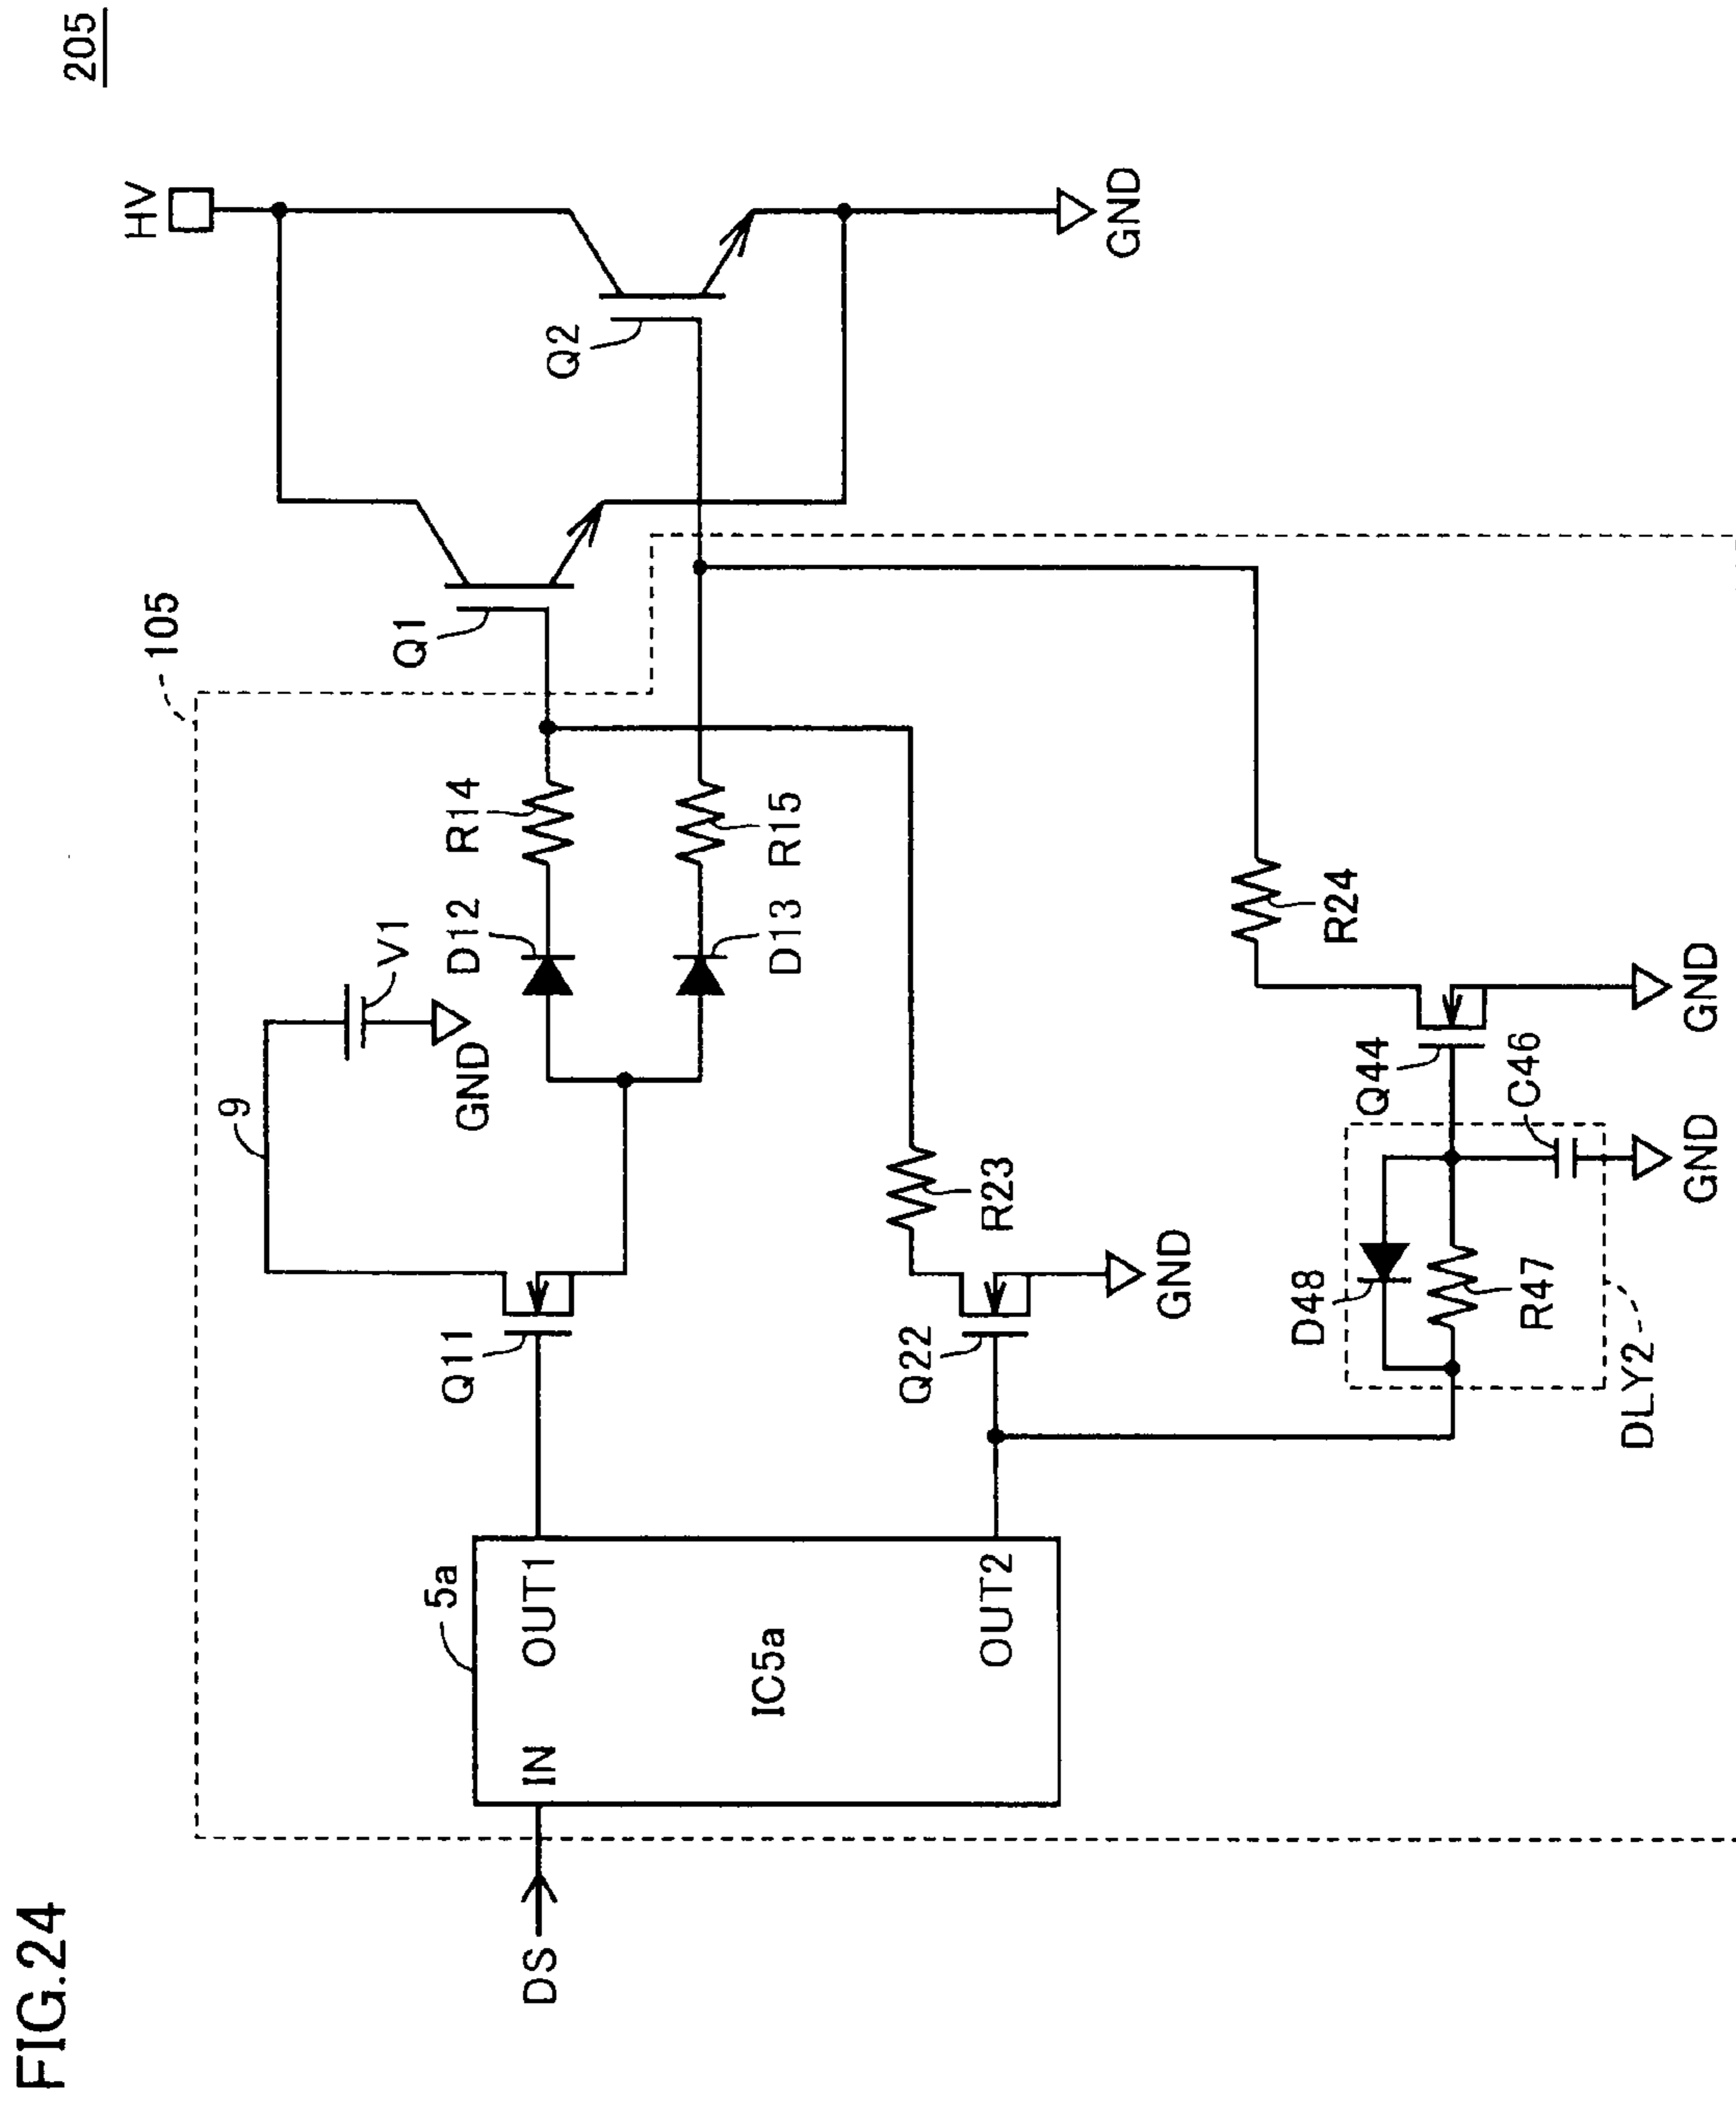 FIG.24
205
HV
105
9
V1
GND
Q1
Q2
GND
D12
R14
D13
R15
Q11
5a
IN
OUT1
IC5a
OUT2
DS
Q22
R23
GND
R24
Q44
GND
D48
R47
C46
GND
DLY2